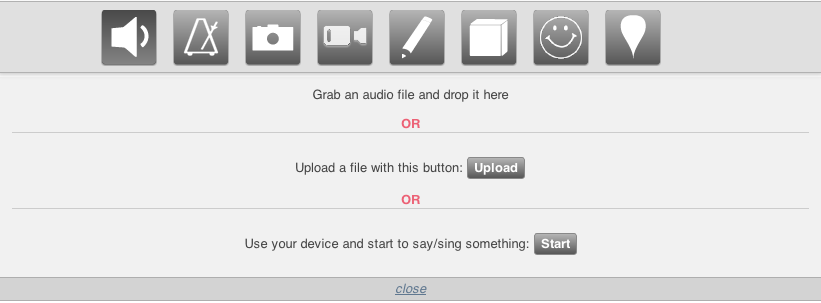 Grab an audio file and drop it here
OR
Upload a file with this button: Upload
OR
Use your device and start to say/sing something: Start
close